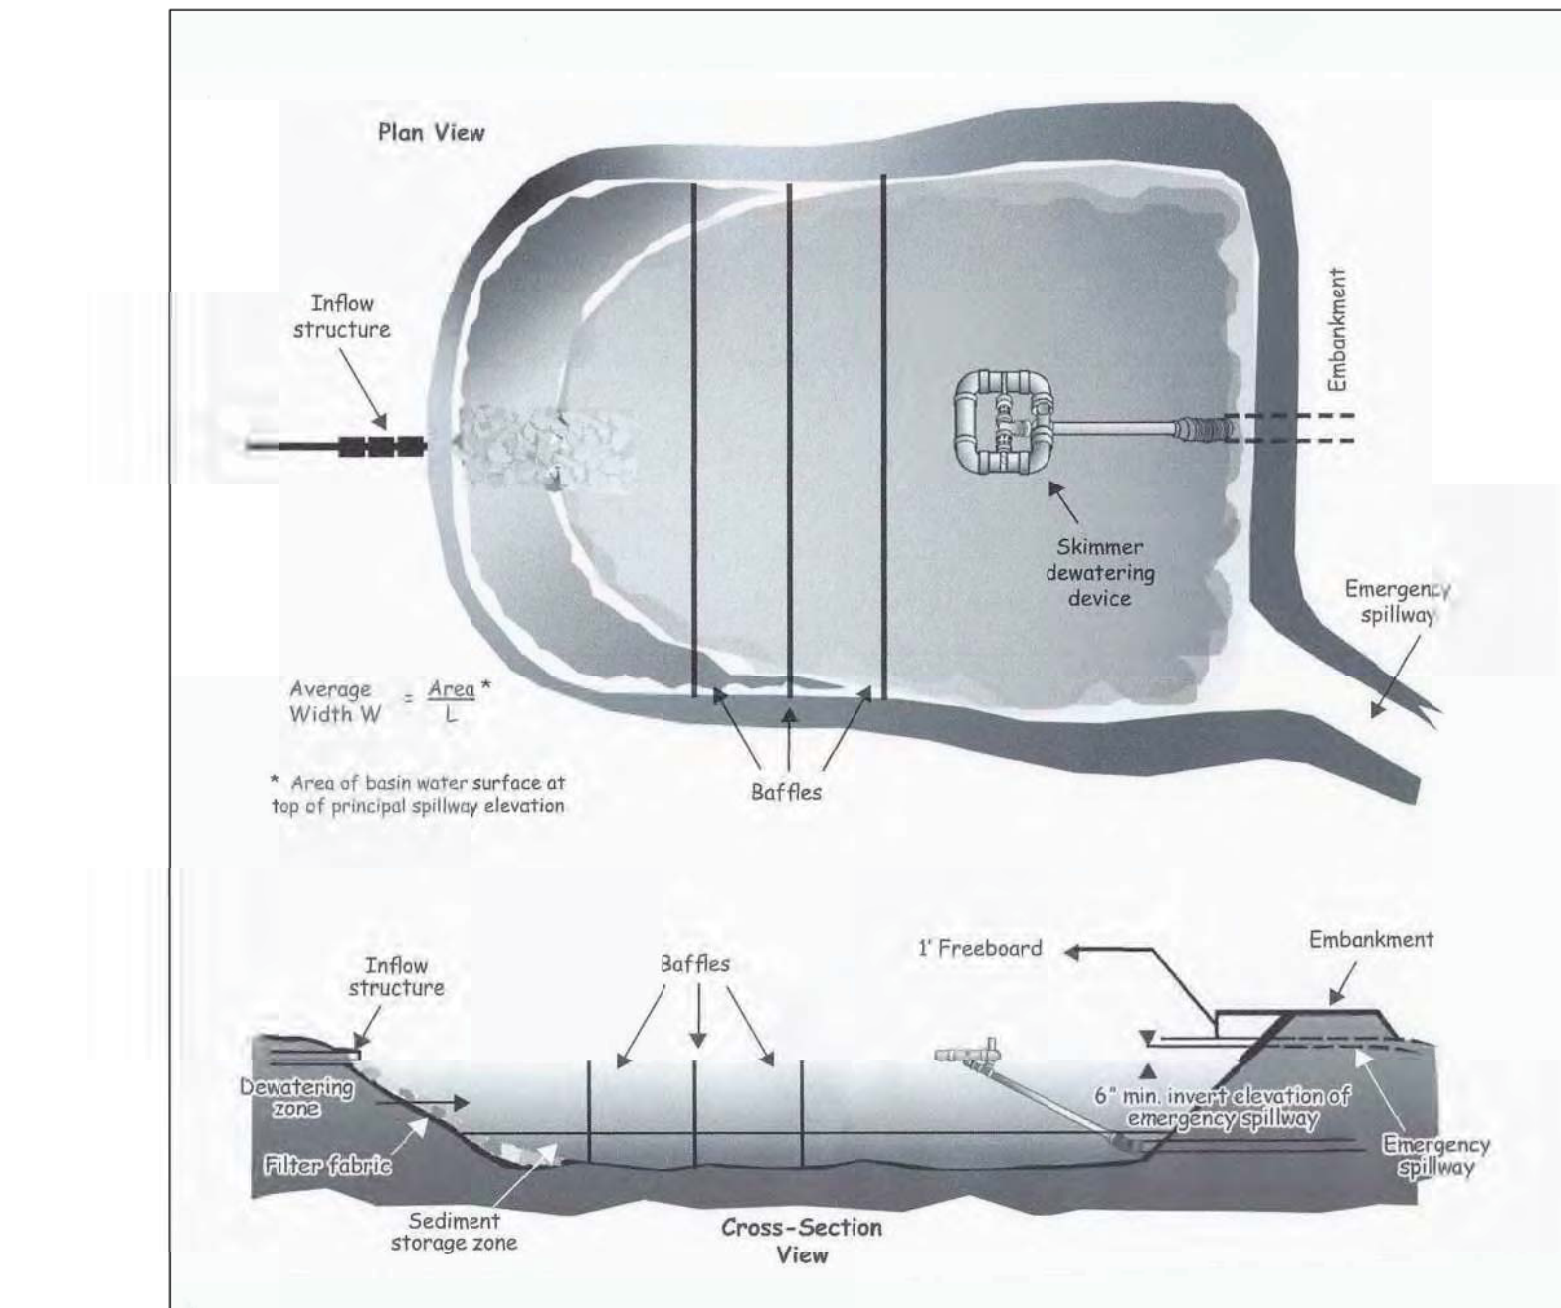 Plan View
Inflow
structure
Embankment
Skimmer
dewatering
device
Emergency
spillway
Average
Width W = Area *
L
* Area of basin water surface at
top of principal spillway elevation
Baffles
1' Freeboard
Embankment
Inflow
structure
Baffles
Dewatering
zone
6" min. invert elevation of
emergency spillway
Filter fabric
Emergency
spillway
Sediment
storage zone
Cross-Section
View